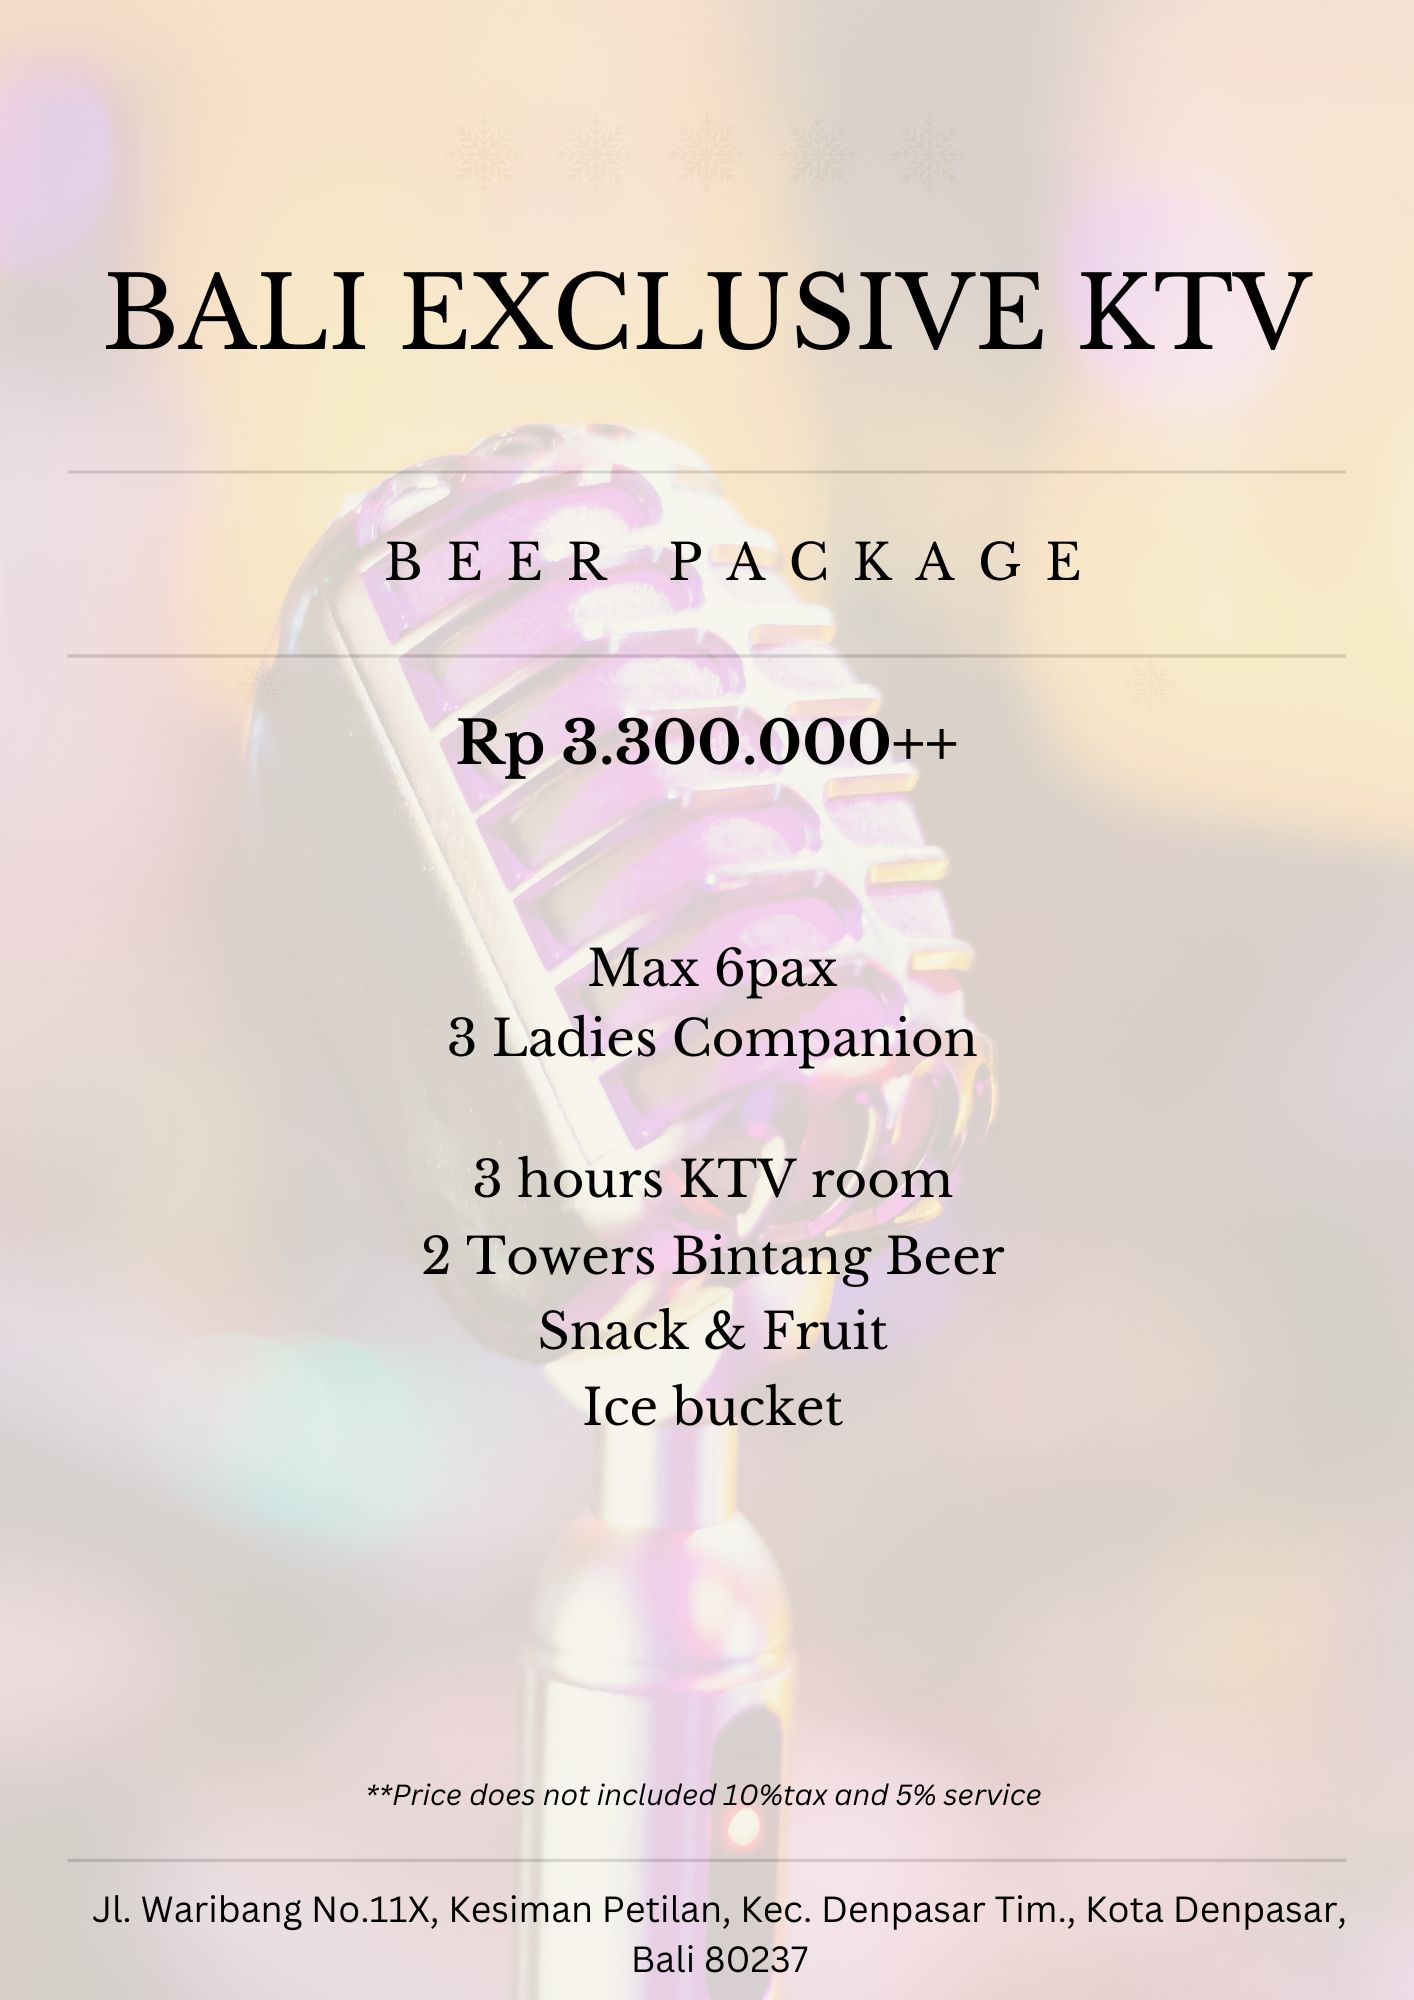 BALI EXCLUSIVE KTV
BEER PACKAGE
Rp 3.300.000++
Max 6pax
3 Ladies Companion
3 hours KTV room
2 Towers Bintang Beer
Snack & Fruit
Ice bucket
**Price does not included 10%tax and 5% service
Jl. Waribang No.11X, Kesiman Petilan, Kec. Denpasar Tim., Kota Denpasar,
Bali 80237